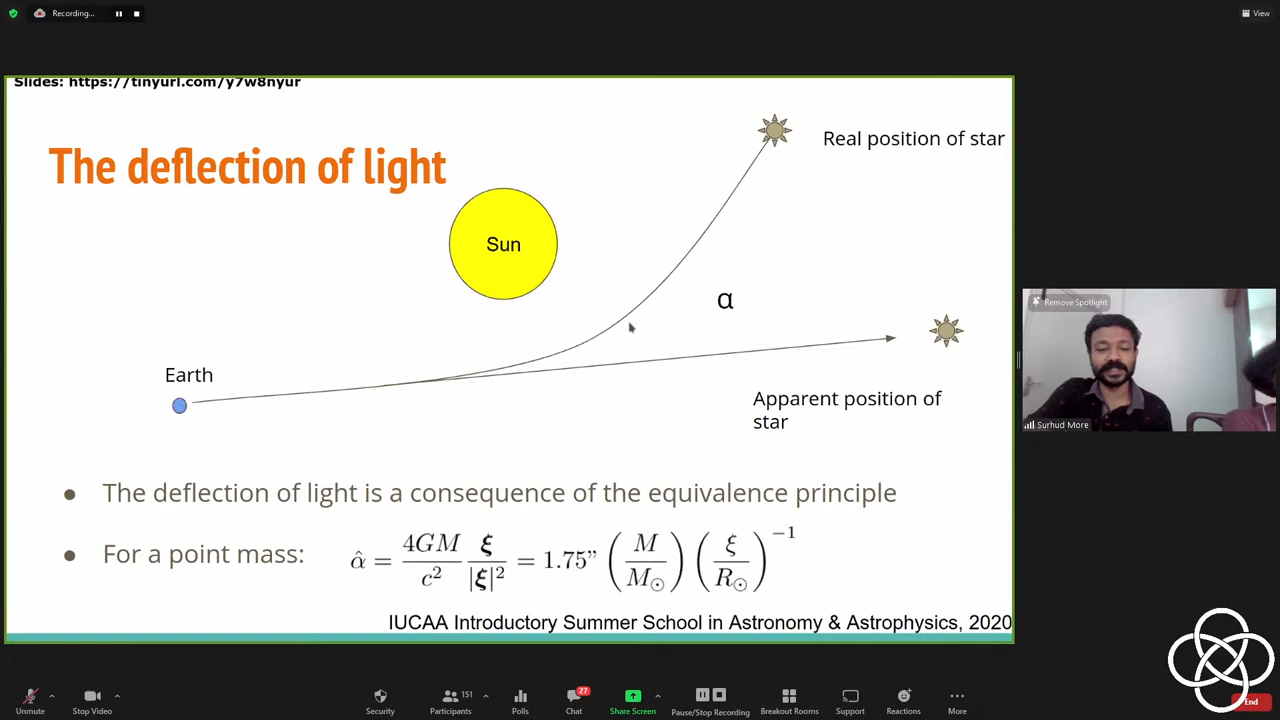 Recording...
View
Slides: https://tinyurl.com/y7w8nyur
The deflection of light
Real position of star
Sun
α
Earth
Apparent position of
star
Remove Spotlight
Surhud More
● The deflection of light is a consequence of the equivalence principle
● For a point mass: α̂ = 4GM/c² ξ/|ξ|² = 1.75” (M/M⊙) (ξ/R⊙)⁻¹
IUCAA Introductory Summer School in Astronomy & Astrophysics, 2020
151
27
Unmute
Stop Video
Security
Participants
Polls
Chat
Share Screen
Pause/Stop Recording
Breakout Rooms
Support
Reactions
More
End